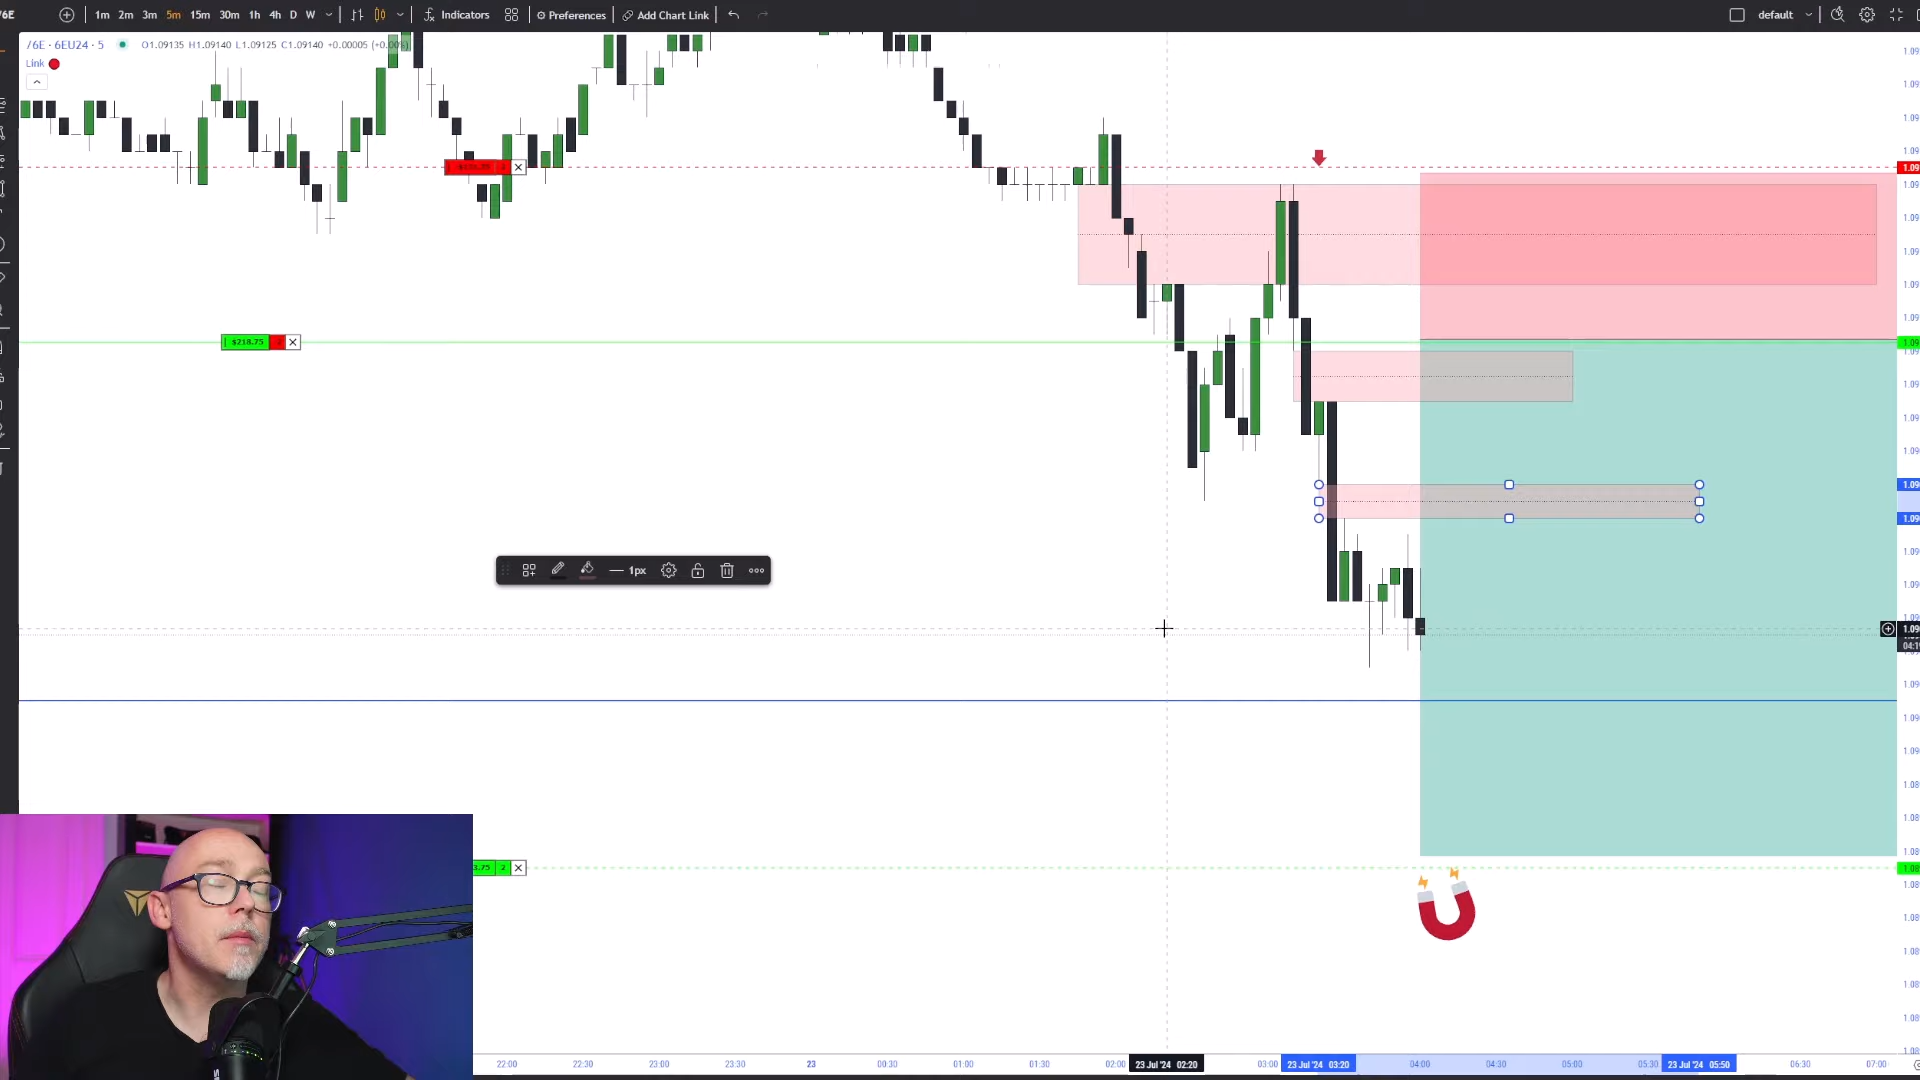 /6E 1m 2m 3m 5m 15m 30m 1h 4h D W Indicators Preferences Add Chart Link default
/6E · 6EU24 · 5 O1.09135 H1.09140 L1.09125 C1.09140 +0.00005
Link
$218.75
1px
3.75 2
22:00 22:30 23:00 23:30 23 00:30 01:00 01:30 02:00 23 Jul '24 02:20 03:00 23 Jul '24 03:20 04:00 04:30 05:00 05:30 23 Jul '24 05:50 06:30 07:00